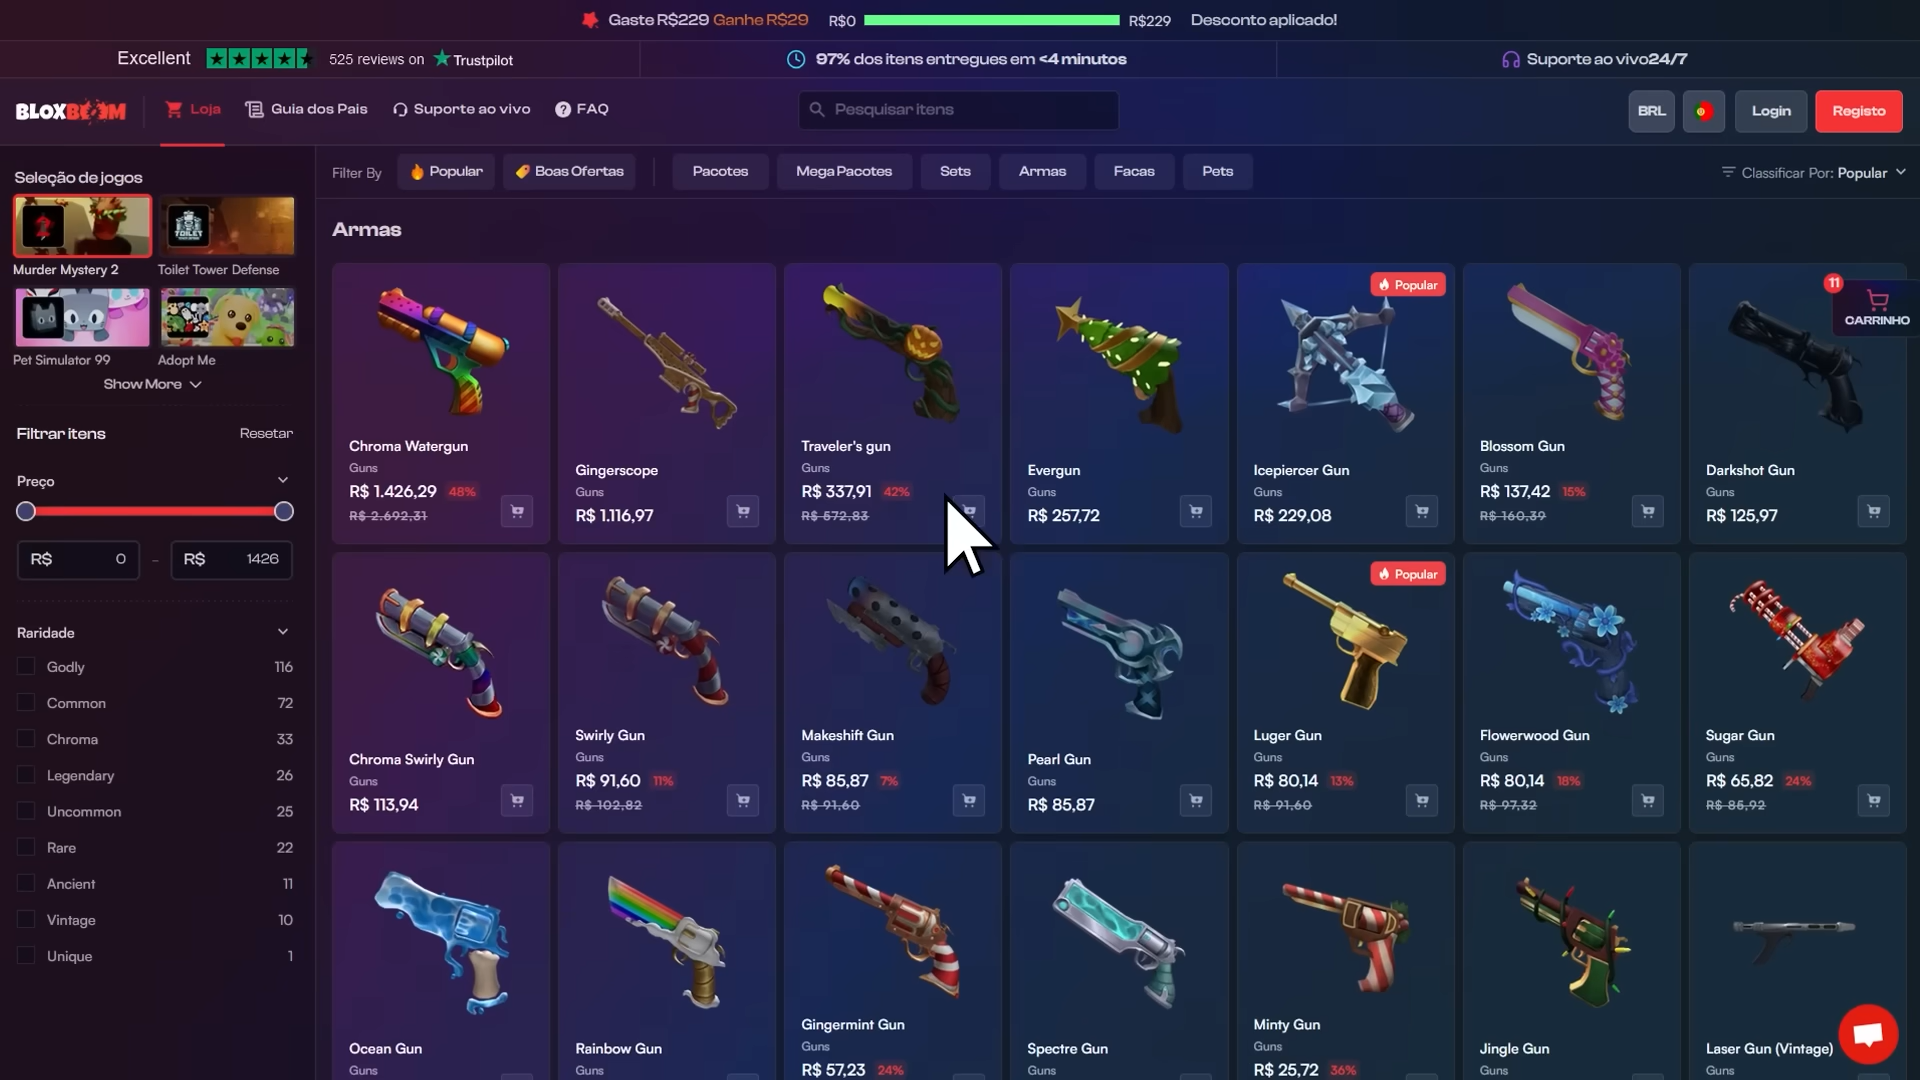 Gaste R$229 Ganhe R$29 R$0 R$229 Desconto aplicado!
Excellent 525 reviews on Trustpilot
97% dos itens entregues em <4 minutos
Suporte ao vivo24/7
BLOXBOOM
Loja
Guia dos Pais
Suporte ao vivo
FAQ
Pesquisar itens
BRL
Login
Registo
Seleção de jogos
Murder Mystery 2
Toilet Tower Defense
Pet Simulator 99
Adopt Me
Show More
Filtrar itens Resetar
Preço
R$ 0 - R$ 1426
Raridade
Godly 116
Common 72
Chroma 33
Legendary 26
Uncommon 25
Rare 22
Ancient 11
Vintage 10
Unique 1
Filter By
Popular
Boas Ofertas
Pacotes
Mega Pacotes
Sets
Armas
Facas
Pets
Classificar Por: Popular
Armas
Chroma Watergun
Guns
R$ 1.426,29 48%
R$ 2.692,31
Gingerscope
Guns
R$ 1.116,97
Traveler's gun
Guns
R$ 337,91 42%
R$ 572,83
Evergun
Guns
R$ 257,72
Popular
Icepiercer Gun
Guns
R$ 229,08
Blossom Gun
Guns
R$ 137,42 15%
R$ 160,39
Darkshot Gun
Guns
R$ 125,97
11
CARRINHO
Chroma Swirly Gun
Guns
R$ 113,94
Swirly Gun
Guns
R$ 91,60 11%
R$ 102,82
Makeshift Gun
Guns
R$ 85,87 7%
R$ 91,60
Pearl Gun
Guns
R$ 85,87
Popular
Luger Gun
Guns
R$ 80,14 13%
R$ 91,60
Flowerwood Gun
Guns
R$ 80,14 18%
R$ 97,32
Sugar Gun
Guns
R$ 65,82 24%
R$ 85,92
Ocean Gun
Guns
Rainbow Gun
Guns
Gingermint Gun
Guns
R$ 57,23 24%
Spectre Gun
Guns
Minty Gun
Guns
R$ 25,72 36%
Jingle Gun
Guns
Laser Gun (Vintage)
Guns